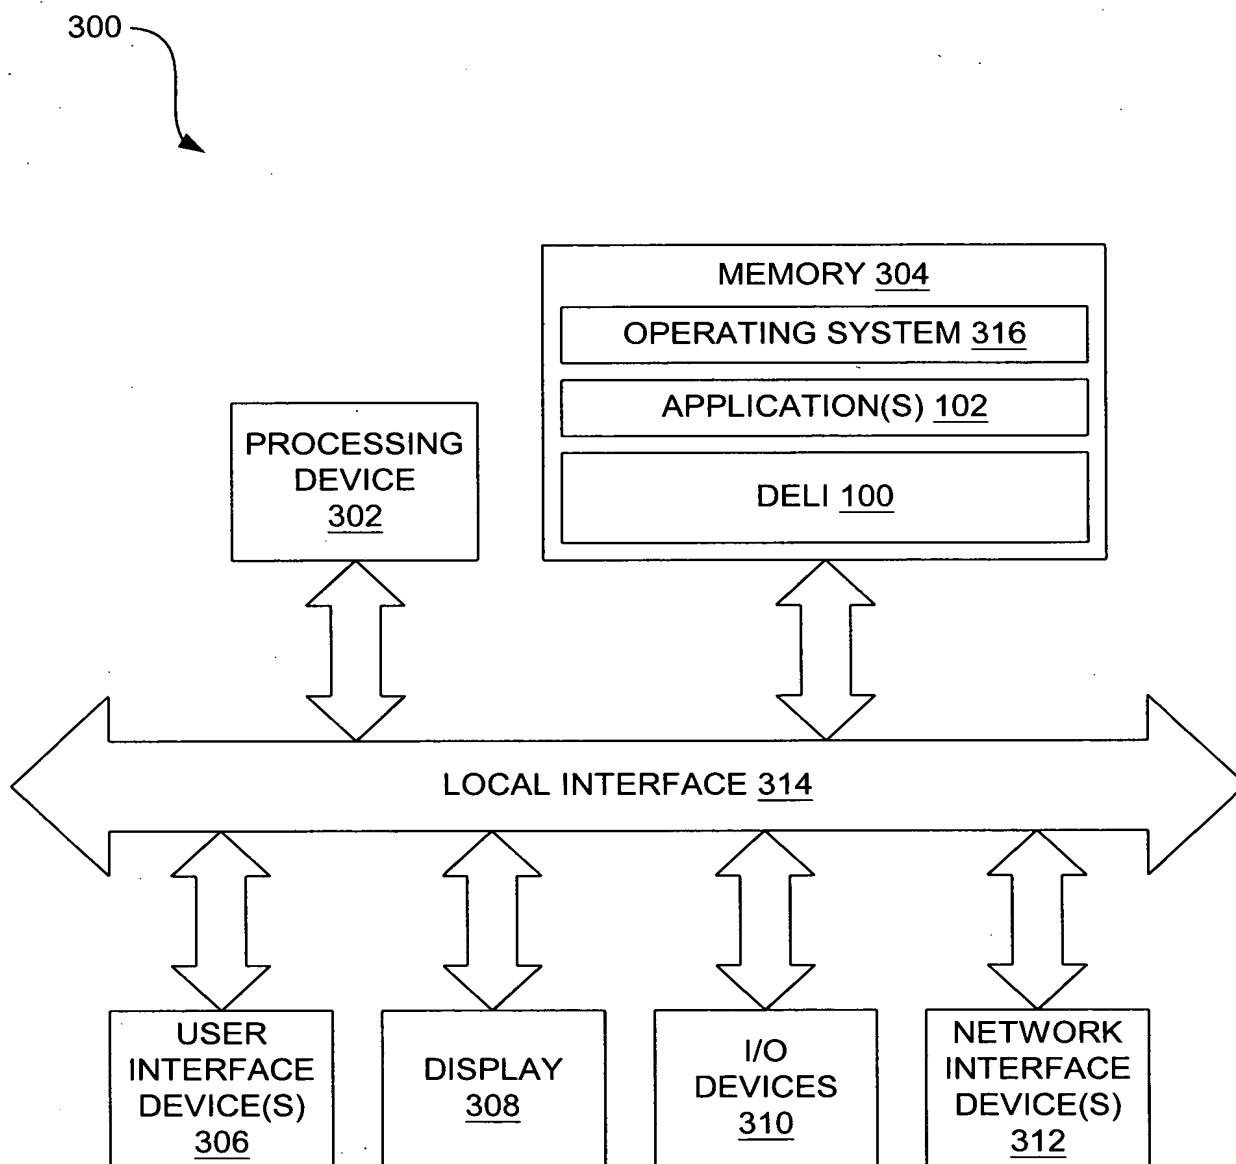 300
MEMORY 304
OPERATING SYSTEM 316
APPLICATION(S) 102
DELI 100
PROCESSING
DEVICE
302
LOCAL INTERFACE 314
USER
INTERFACE
DEVICE(S)
306
DISPLAY
308
I/O
DEVICES
310
NETWORK
INTERFACE
DEVICE(S)
312